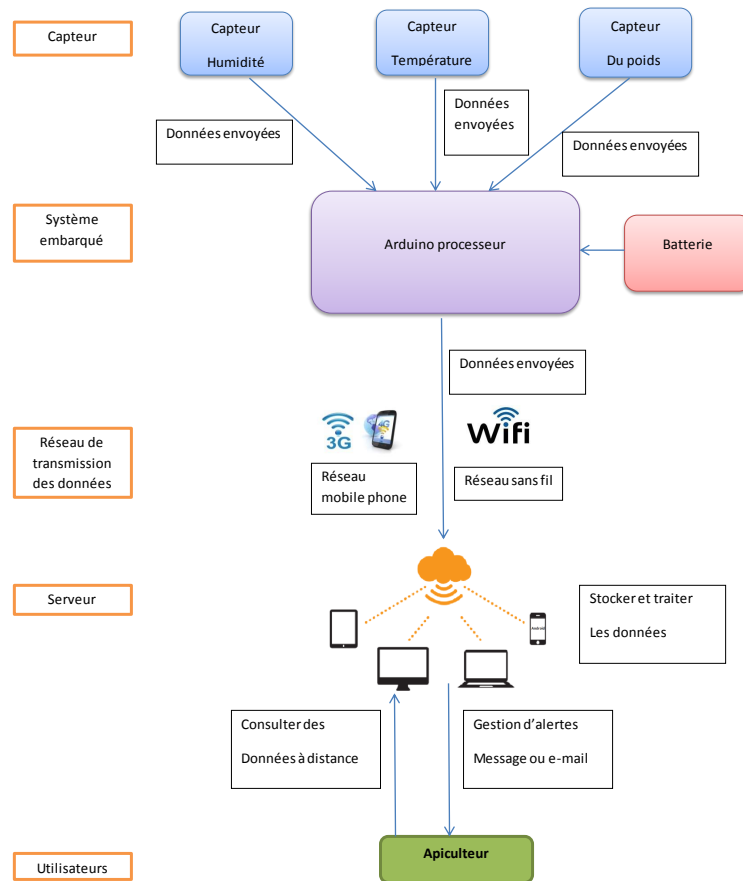 Capteur
Capteur
Humidité
Capteur
Température
Capteur
Du poids
Données envoyées
Données
envoyées
Données envoyées
Système
embarqué
Arduino processeur
Batterie
Données envoyées
Réseau de
transmission
des données
3G
4G
Wifi
Réseau
mobile phone
Réseau sans fil
Serveur
Android
Stocker et traiter
Les données
Consulter des
Données à distance
Gestion d'alertes
Message ou e-mail
Utilisateurs
Apiculteur